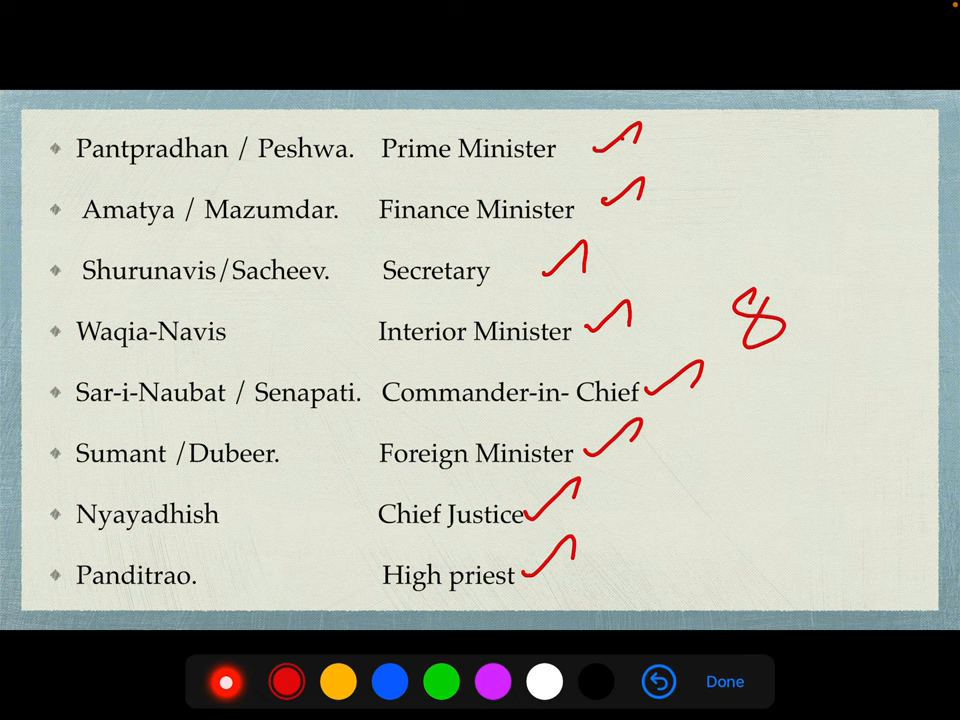 Pantpradhan / Peshwa. Prime Minister
Amatya / Mazumdar. Finance Minister
Shurunavis/Sacheev. Secretary
Waqia-Navis Interior Minister
8
Sar-i-Naubat / Senapati. Commander-in- Chief
Sumant /Dubeer. Foreign Minister
Nyayadhish Chief Justice
Panditrao. High priest
Done